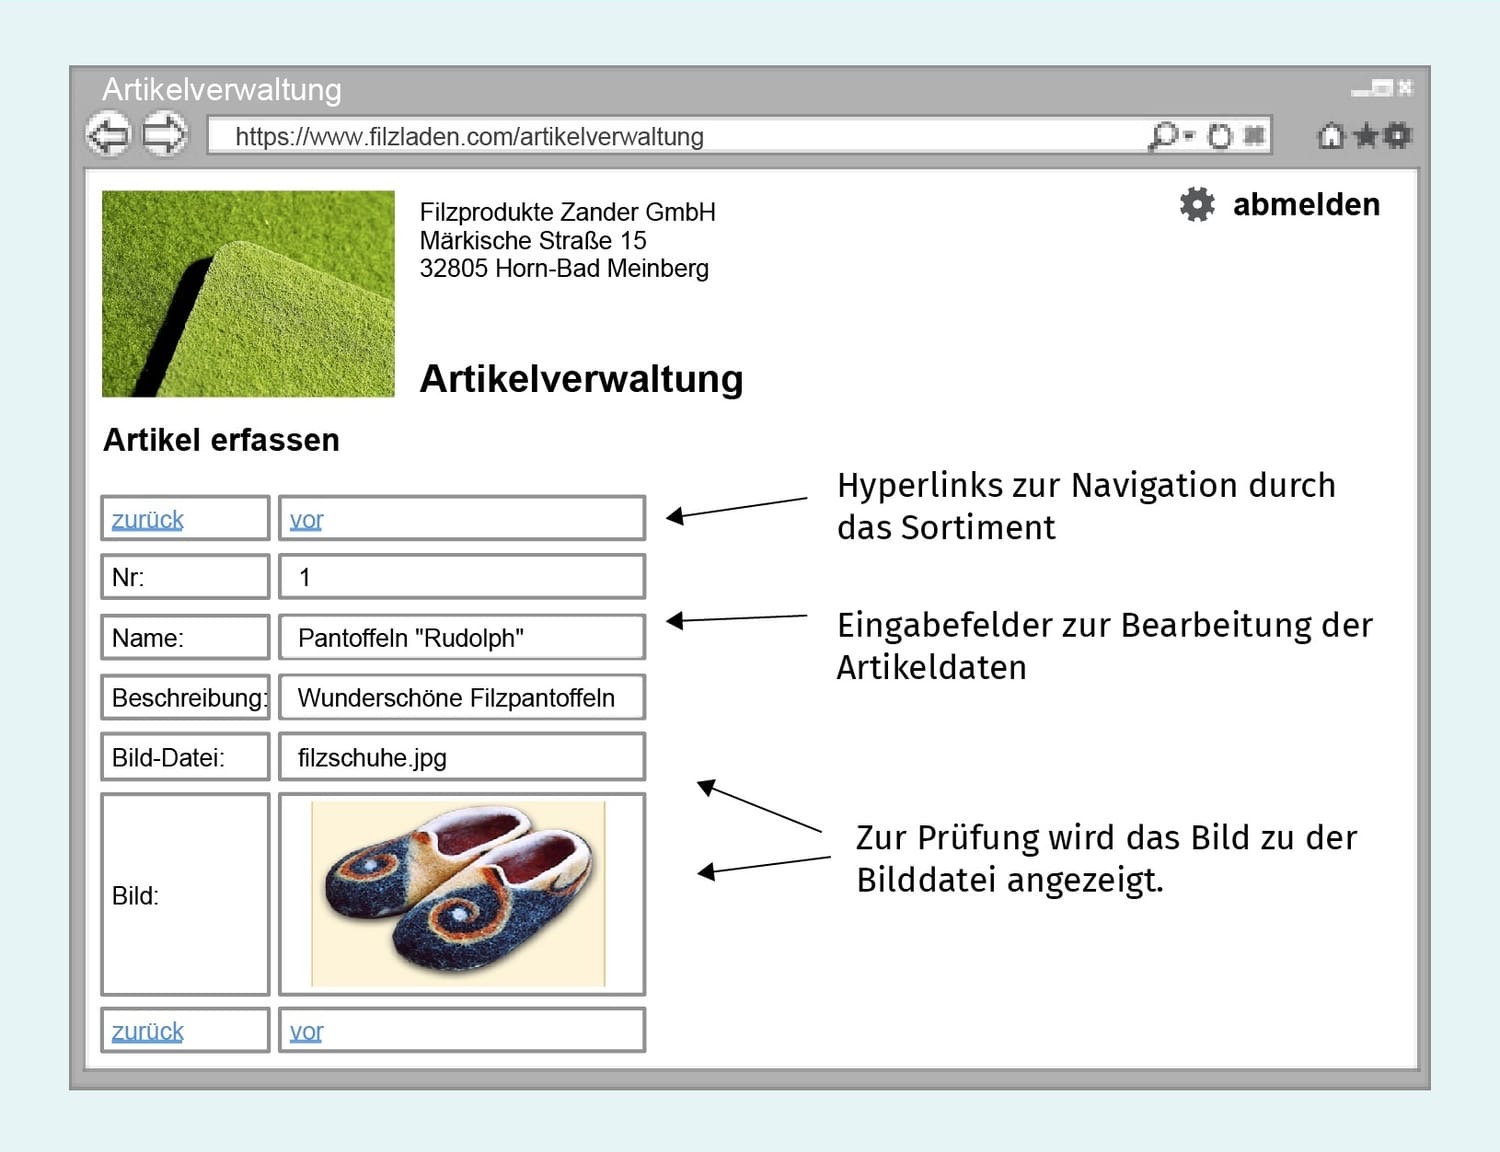 Artikelverwaltung
https://www.filzladen.com/artikelverwaltung
Filzprodukte Zander GmbH
Märkische Straße 15
32805 Horn-Bad Meinberg
abmelden
Artikelverwaltung
Artikel erfassen
zurück vor
Hyperlinks zur Navigation durch
das Sortiment
Nr: 1
Name: Pantoffeln "Rudolph"
Eingabefelder zur Bearbeitung der
Artikeldaten
Beschreibung: Wunderschöne Filzpantoffeln
Bild-Datei: filzschuhe.jpg
Bild:
Zur Prüfung wird das Bild zu der
Bilddatei angezeigt.
zurück vor